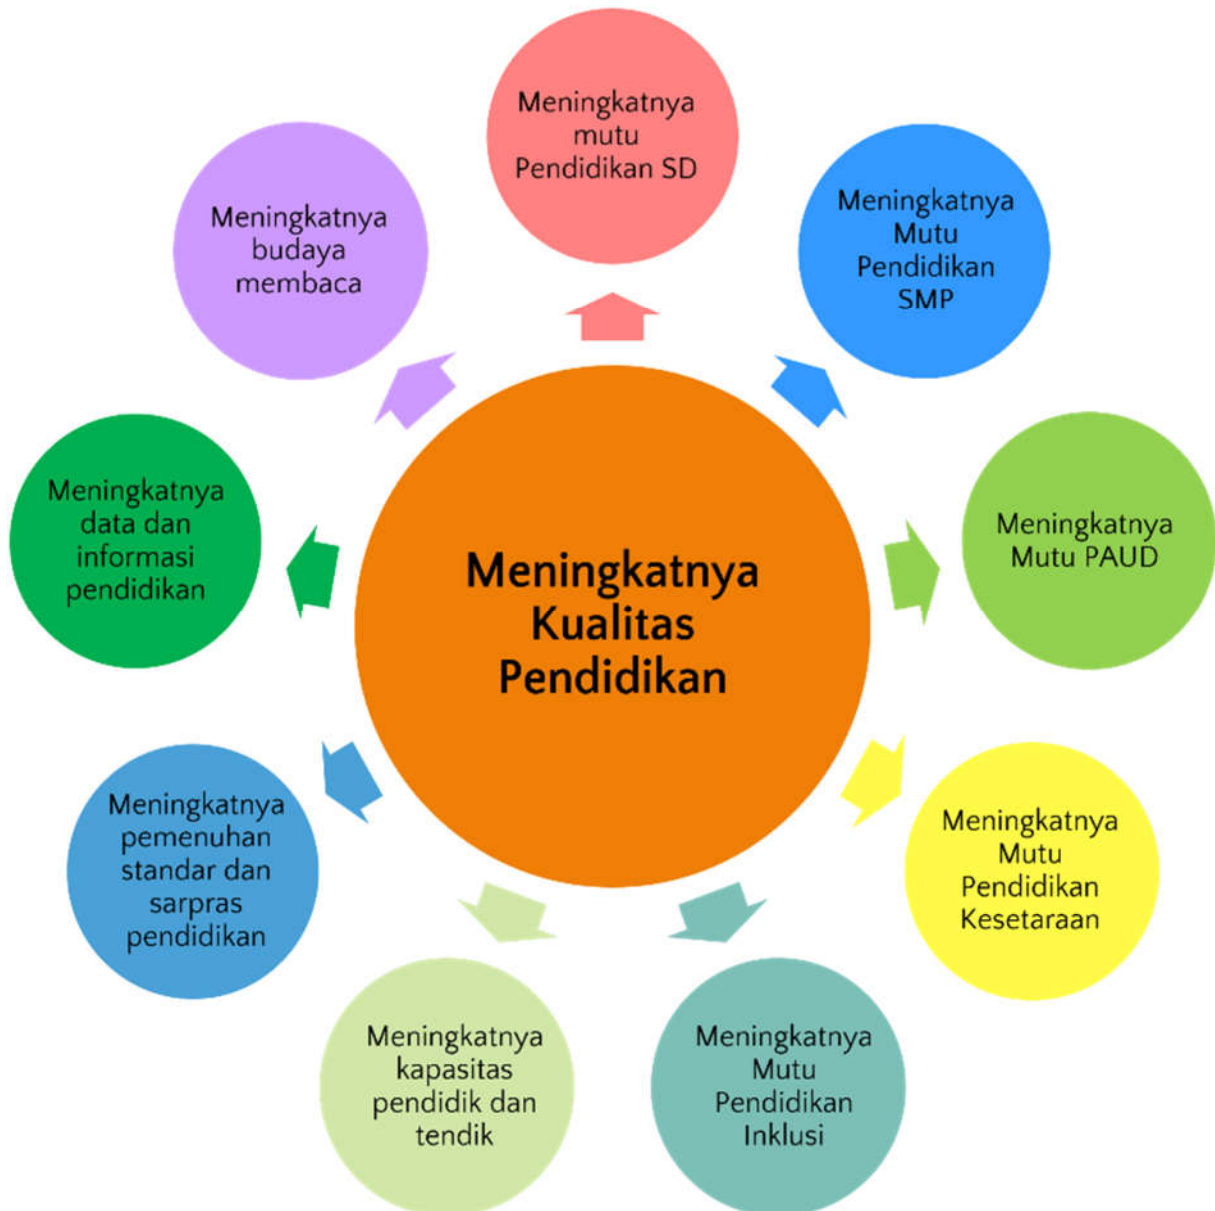 Meningkatnya
mutu
Pendidikan SD
Meningkatnya
Mutu
Pendidikan
SMP
Meningkatnya
Mutu PAUD
Meningkatnya
Mutu
Pendidikan
Kesetaraan
Meningkatnya
Mutu
Pendidikan
Inklusi
Meningkatnya
kapasitas
pendidik dan
tendik
Meningkatnya
pemenuhan
standar dan
sarpras
pendidikan
Meningkatnya
data dan
informasi
pendidikan
Meningkatnya
budaya
membaca
Meningkatnya
Kualitas
Pendidikan